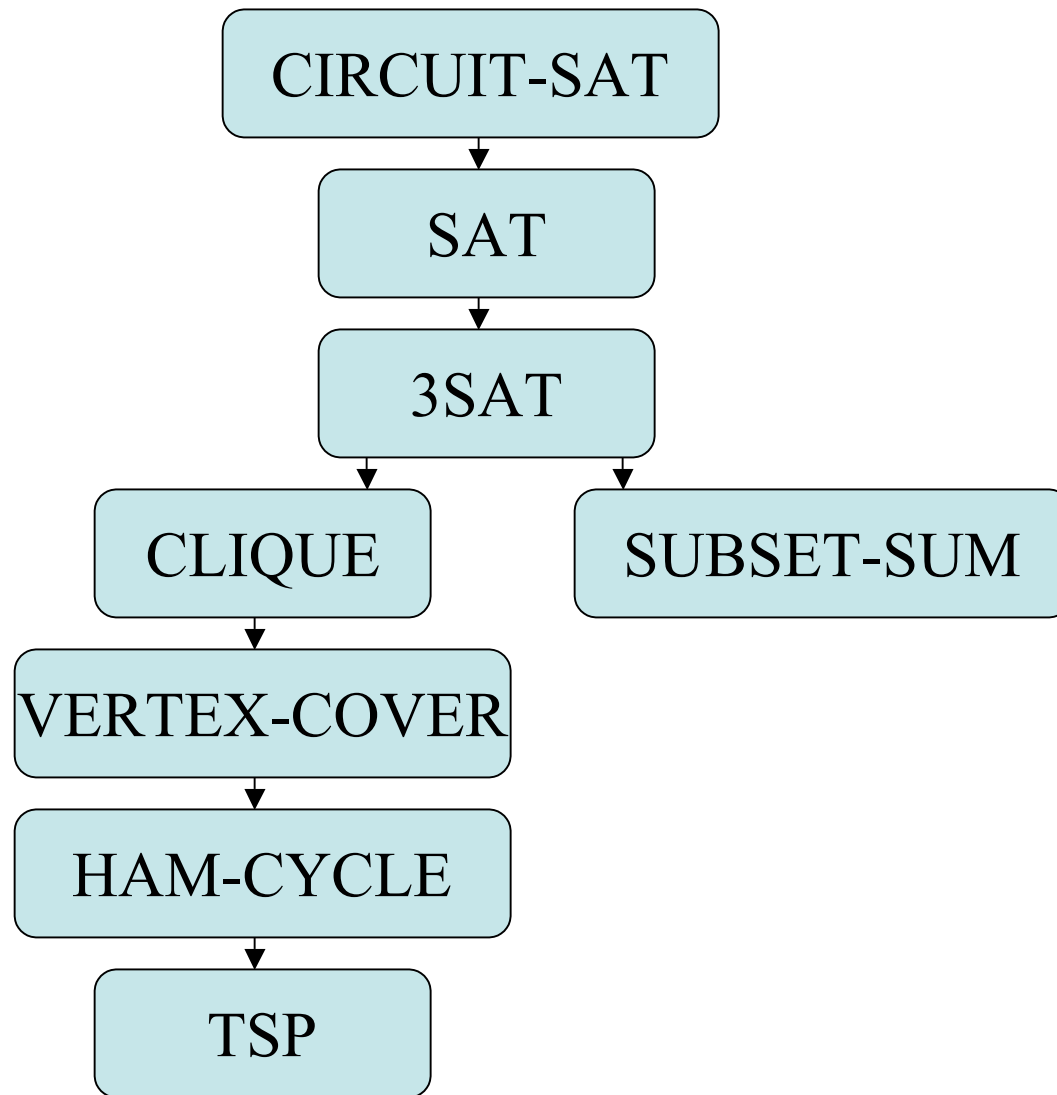 CIRCUIT-SAT
SAT
3SAT
CLIQUE
SUBSET-SUM
VERTEX-COVER
HAM-CYCLE
TSP